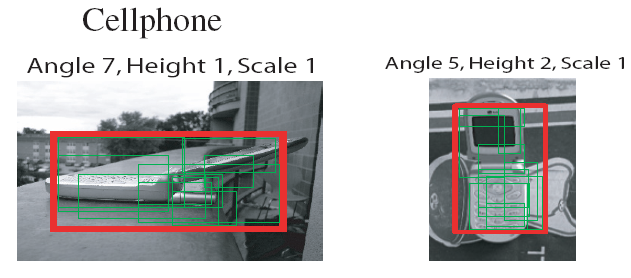 Cellphone
Angle 7, Height 1, Scale 1
Angle 5, Height 2, Scale 1